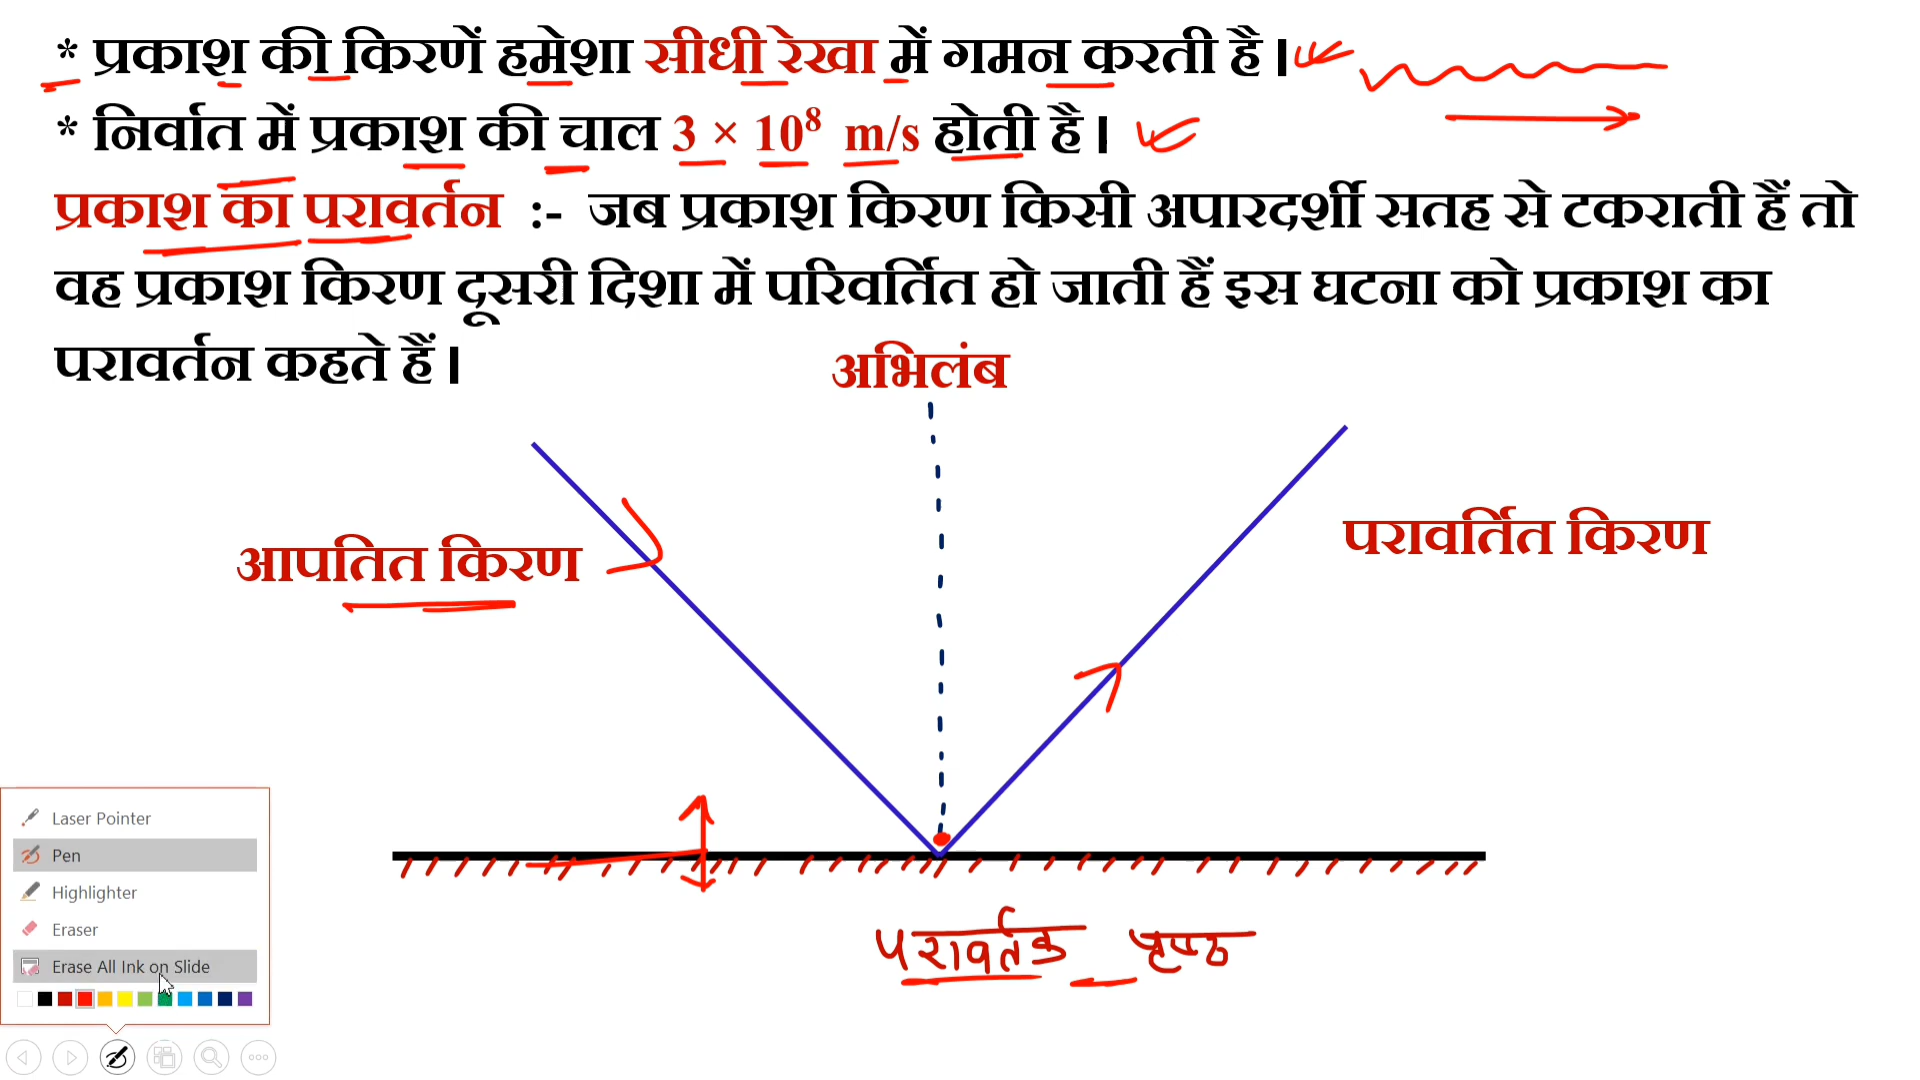 * प्रकाश की किरणें हमेशा सीधी रेखा में गमन करती है।
* निर्वात में प्रकाश की चाल 3 × 10⁸ m/s होती है।
प्रकाश का परावर्तन :- जब प्रकाश किरण किसी अपारदर्शी सतह से टकराती हैं तो
वह प्रकाश किरण दूसरी दिशा में परिवर्तित हो जाती हैं इस घटना को प्रकाश का
परावर्तन कहते हैं।
अभिलंब
आपतित किरण
परावर्तित किरण
परावर्तक पृष्ठ
Laser Pointer
Pen
Highlighter
Eraser
Erase All Ink on Slide